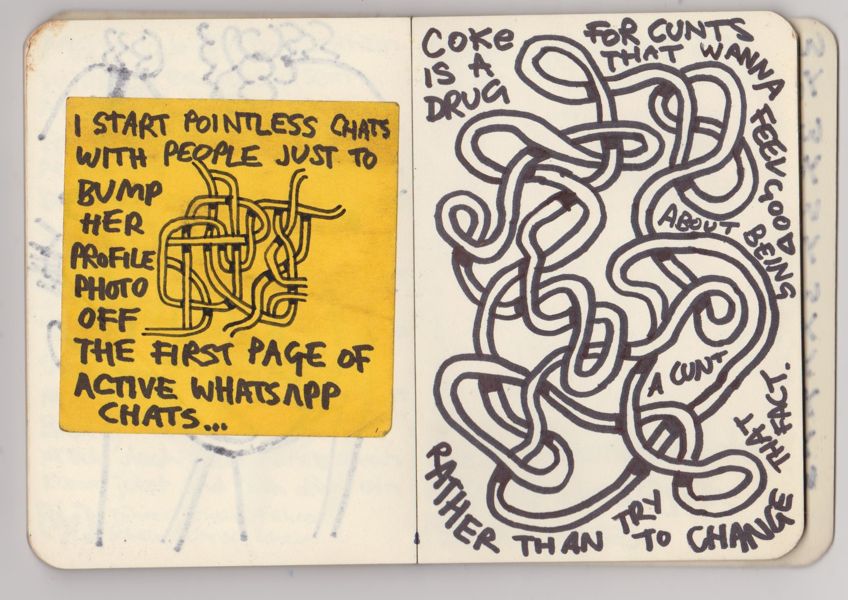 I START POINTLESS CHATS
WITH PEOPLE JUST TO
BUMP
HER
PROFILE
PHOTO
OFF
THE FIRST PAGE OF
ACTIVE WHATSAPP
CHATS...
COKE
IS A
DRUG
FOR CUNTS
THAT WANNA
FEEL GOOD
ABOUT BEING
A CUNT
RATHER THAN TRY
TO CHANGE
THAT FACT.